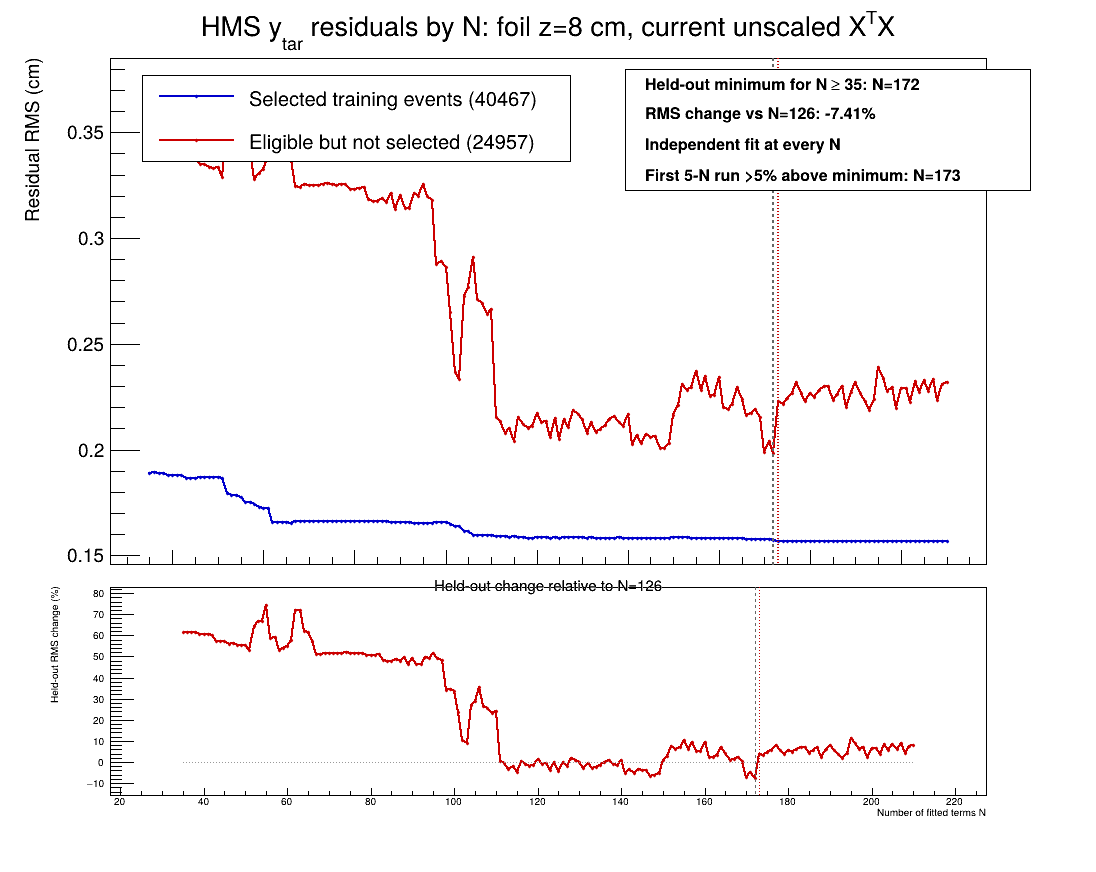 HMS ytar residuals by N: foil z=8 cm, current unscaled XTX
Residual RMS (cm)
Selected training events (40467)
Eligible but not selected (24957)
Held-out minimum for N ≥ 35: N=172
RMS change vs N=126: -7.41%
Independent fit at every N
First 5-N run >5% above minimum: N=173
0.35
0.3
0.25
0.2
0.15
Held-out change relative to N=126
Held-out RMS change (%)
80
70
60
50
40
30
20
10
0
−10
20 40 60 80 100 120 140 160 180 200 220
Number of fitted terms N